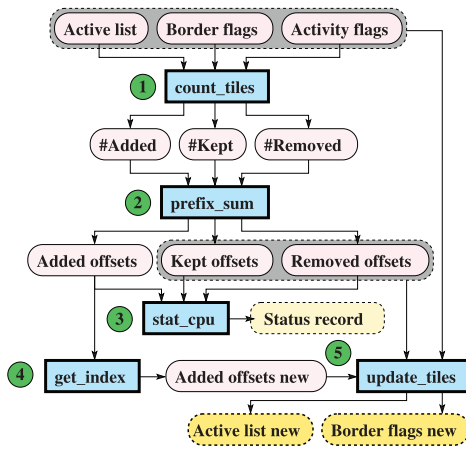 Active list Border flags Activity flags
1 count_tiles
#Added #Kept #Removed
2 prefix_sum
Added offsets Kept offsets Removed offsets
3 stat_cpu Status record
4 get_index Added offsets new 5 update_tiles
Active list new Border flags new